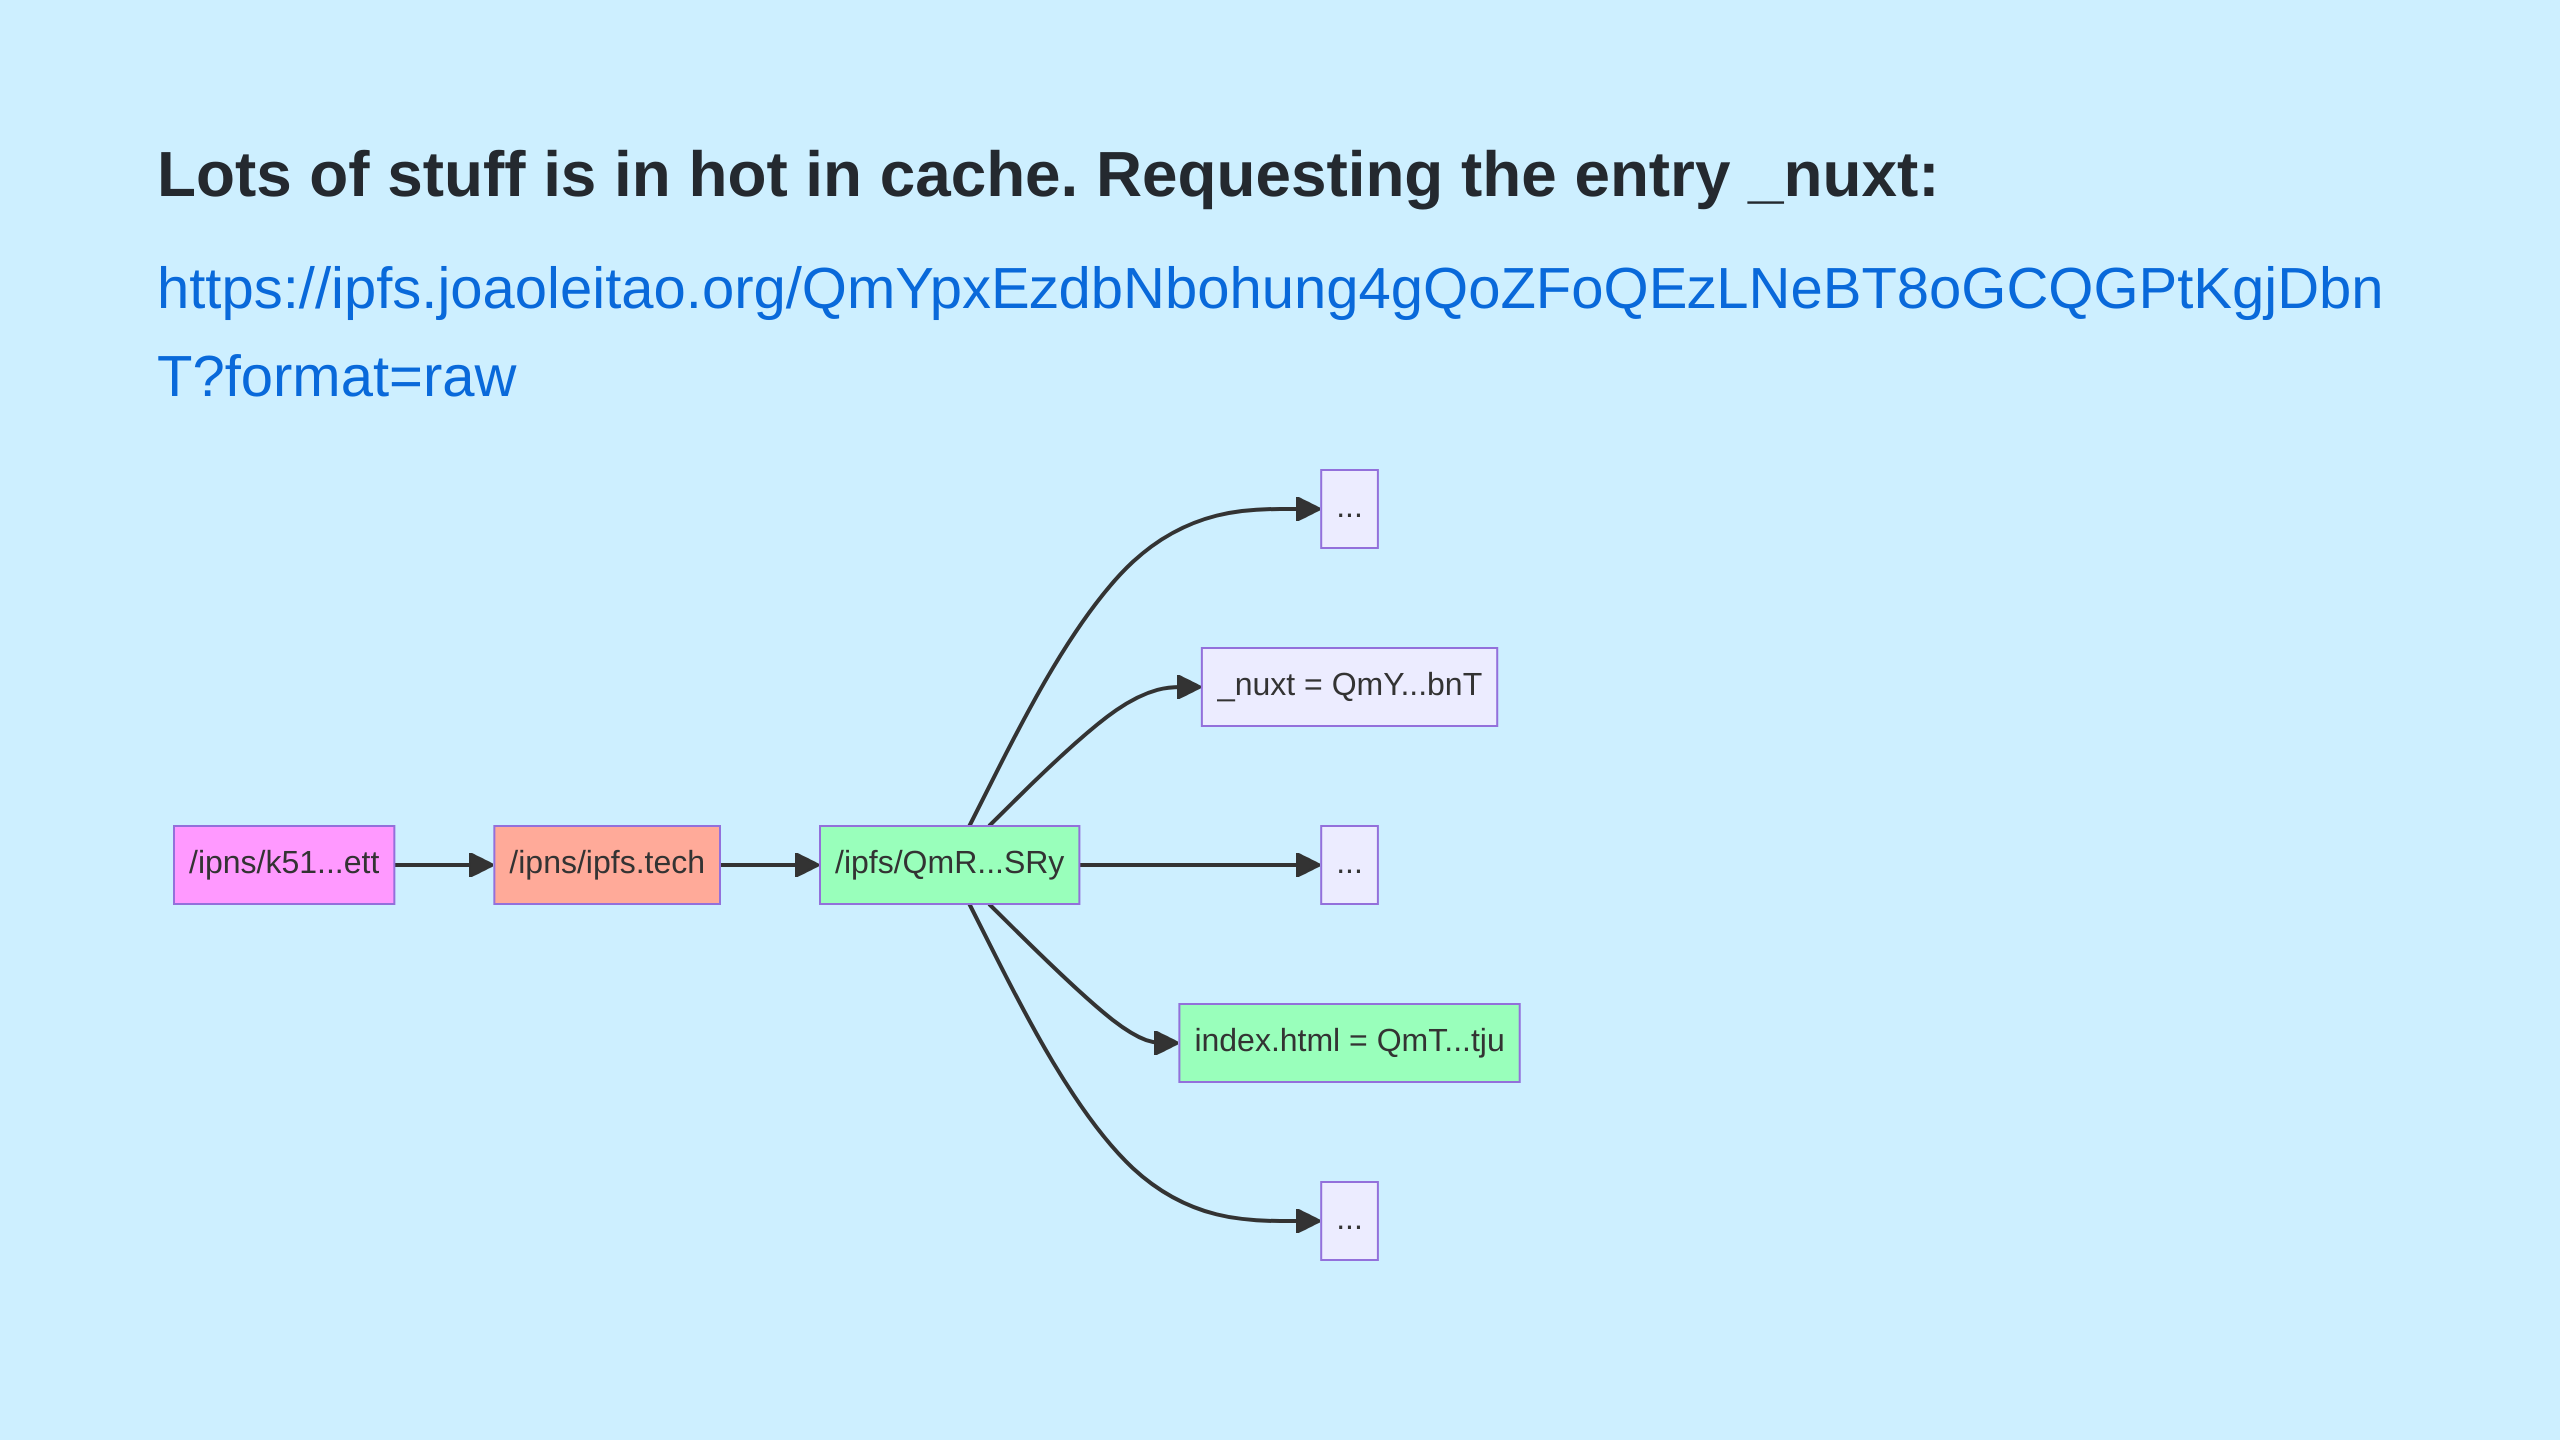 Lots of stuff is in hot in cache. Requesting the entry _nuxt:
https://ipfs.joaoleitao.org/QmYpxEzdbNbohung4gQoZFoQEzLNeBT8oGCQGPtKgjDbn
T?format=raw
...
_nuxt = QmY...bnT
/ipns/k51...ett
/ipns/ipfs.tech
/ipfs/QmR...SRy
...
index.html = QmT...tju
...